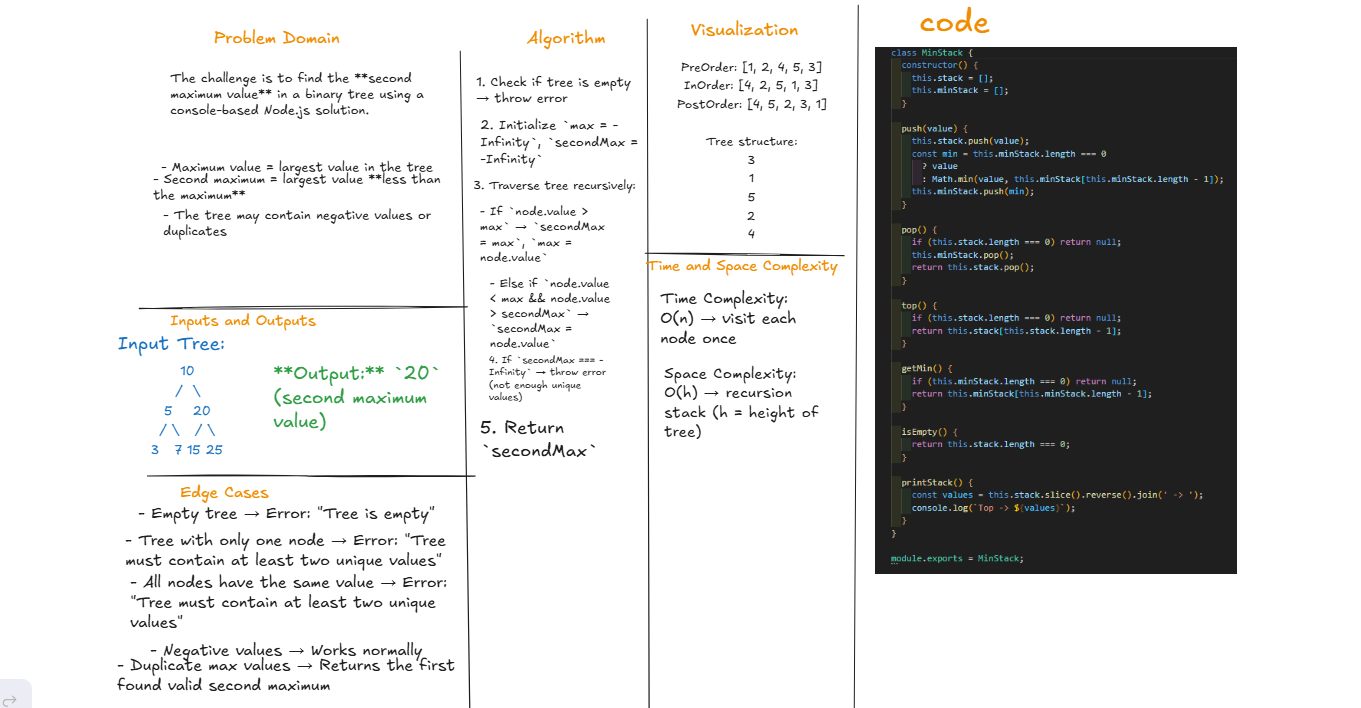 Problem Domain
The challenge is to find the **second
maximum value** in a binary tree using a
console-based Node.js solution.
- Maximum value = largest value in the tree
- Second maximum = largest value **less than
the maximum**
- The tree may contain negative values or
duplicates
Inputs and Outputs
Input Tree:
10
/ \
5 20
/ \ / \
3 7 15 25
**Output:** `20`
(second maximum
value)
Edge Cases
- Empty tree → Error: "Tree is empty"
- Tree with only one node → Error: "Tree
must contain at least two unique values"
- All nodes have the same value → Error:
"Tree must contain at least two unique
values"
- Negative values → Works normally
- Duplicate max values → Returns the first
found valid second maximum
Algorithm
1. Check if tree is empty
→ throw error
2. Initialize `max = -
Infinity`, `secondMax =
-Infinity`
3. Traverse tree recursively:
- If `node.value >
max` → `secondMax
= max`, `max =
node.value`
- Else if `node.value
< max && node.value
> secondMax` →
`secondMax =
node.value`
4. If `secondMax === -
Infinity` → throw error
(not enough unique
values)
5. Return
`secondMax`
Visualization
PreOrder: [1, 2, 4, 5, 3]
InOrder: [4, 2, 5, 1, 3]
PostOrder: [4, 5, 2, 3, 1]
Tree structure:
3
1
5
2
4
Time and Space Complexity
Time Complexity:
O(n) → visit each
node once
Space Complexity:
O(h) → recursion
stack (h = height of
tree)
code
class MinStack {
constructor() {
this.stack = [];
this.minStack = [];
}
push(value) {
this.stack.push(value);
const min = this.minStack.length === 0
? value
: Math.min(value, this.minStack[this.minStack.length - 1]);
this.minStack.push(min);
}
pop() {
if (this.stack.length === 0) return null;
this.minStack.pop();
return this.stack.pop();
}
top() {
if (this.stack.length === 0) return null;
return this.stack[this.stack.length - 1];
}
getMin() {
if (this.minStack.length === 0) return null;
return this.minStack[this.minStack.length - 1];
}
isEmpty() {
return this.stack.length === 0;
}
printStack() {
const values = this.stack.slice().reverse().join(' -> ');
console.log(`Top -> ${values}`);
}
}
module.exports = MinStack;